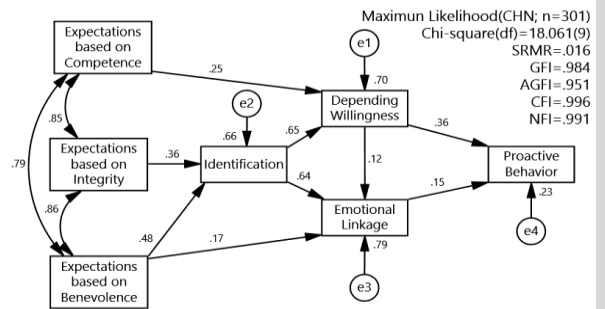 Maximun Likelihood(CHN; n=301)
Chi-square(df)=18.061(9)
SRMR=.016
GFI=.984
AGFI=.951
CFI=.996
NFI=.991
Expectations
based on
Competence
e1
.25
.70
e2
Depending
Willingness
.85
.66
.65
.36
.79
Expectations
based on
Integrity
.36
Identification
.12
Proactive
Behavior
.64
.15
.86
Emotional
Linkage
.23
.48
.17
.79
e4
Expectations
based on
Benevolence
e3